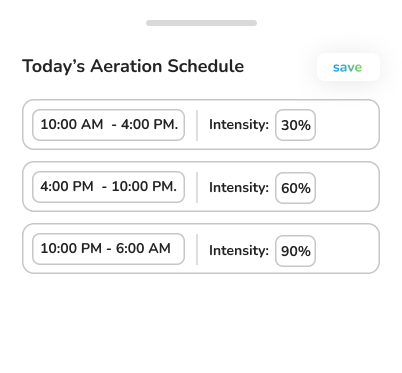 Today’s Aeration Schedule save
10:00 AM - 4:00 PM. Intensity: 30%
4:00 PM - 10:00 PM. Intensity: 60%
10:00 PM - 6:00 AM Intensity: 90%